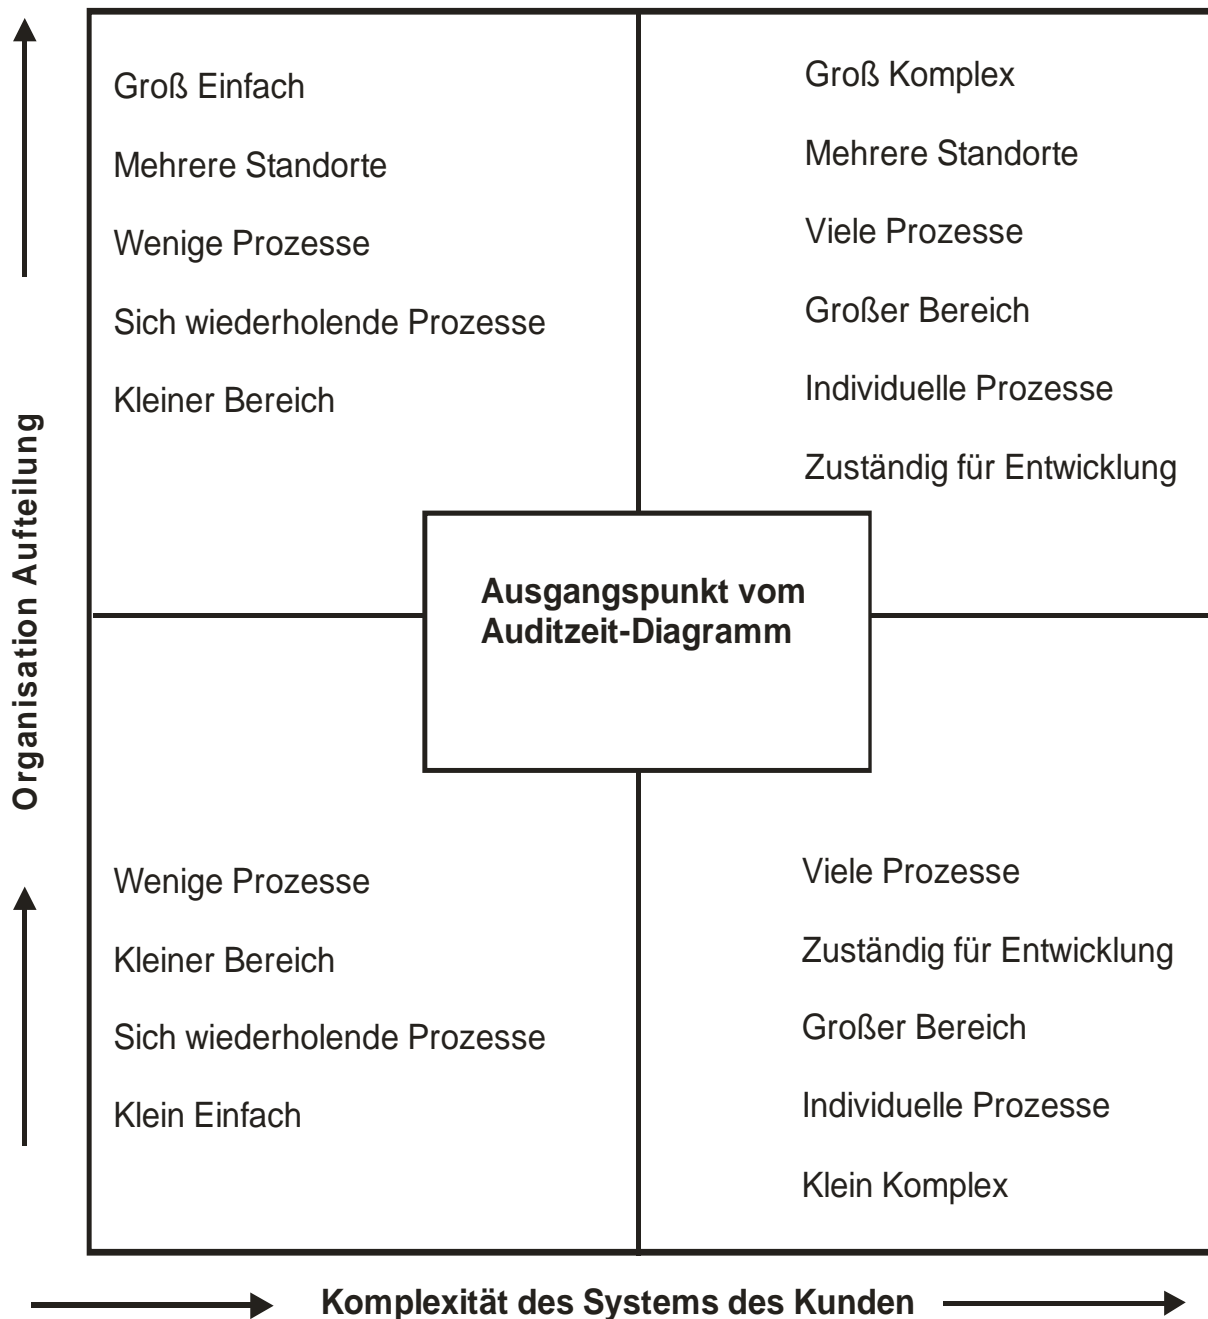 Groß Einfach
Mehrere Standorte
Wenige Prozesse
Sich wiederholende Prozesse
Kleiner Bereich
Groß Komplex
Mehrere Standorte
Viele Prozesse
Großer Bereich
Individuelle Prozesse
Zuständig für Entwicklung
Organisation Aufteilung
Ausgangspunkt vom
Auditzeit-Diagramm
Wenige Prozesse
Kleiner Bereich
Sich wiederholende Prozesse
Klein Einfach
Viele Prozesse
Zuständig für Entwicklung
Großer Bereich
Individuelle Prozesse
Klein Komplex
Komplexität des Systems des Kunden